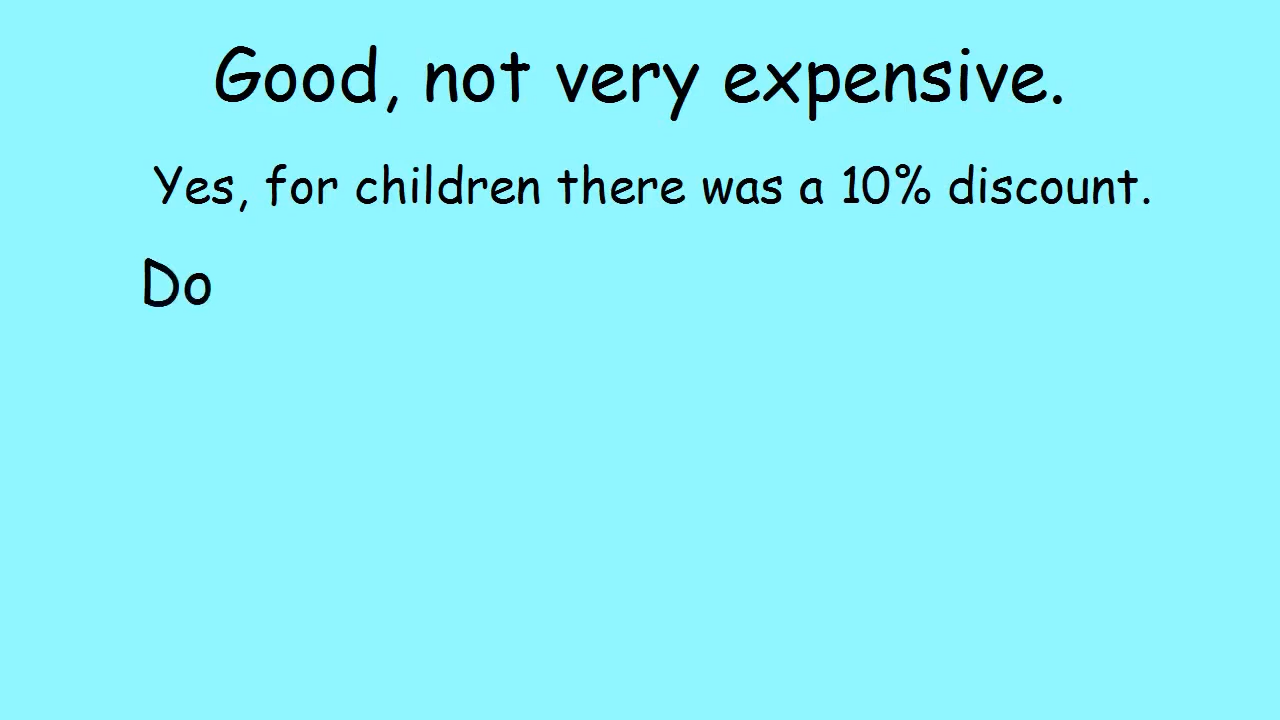 Good, not very expensive.
Yes, for children there was a 10% discount.
Do